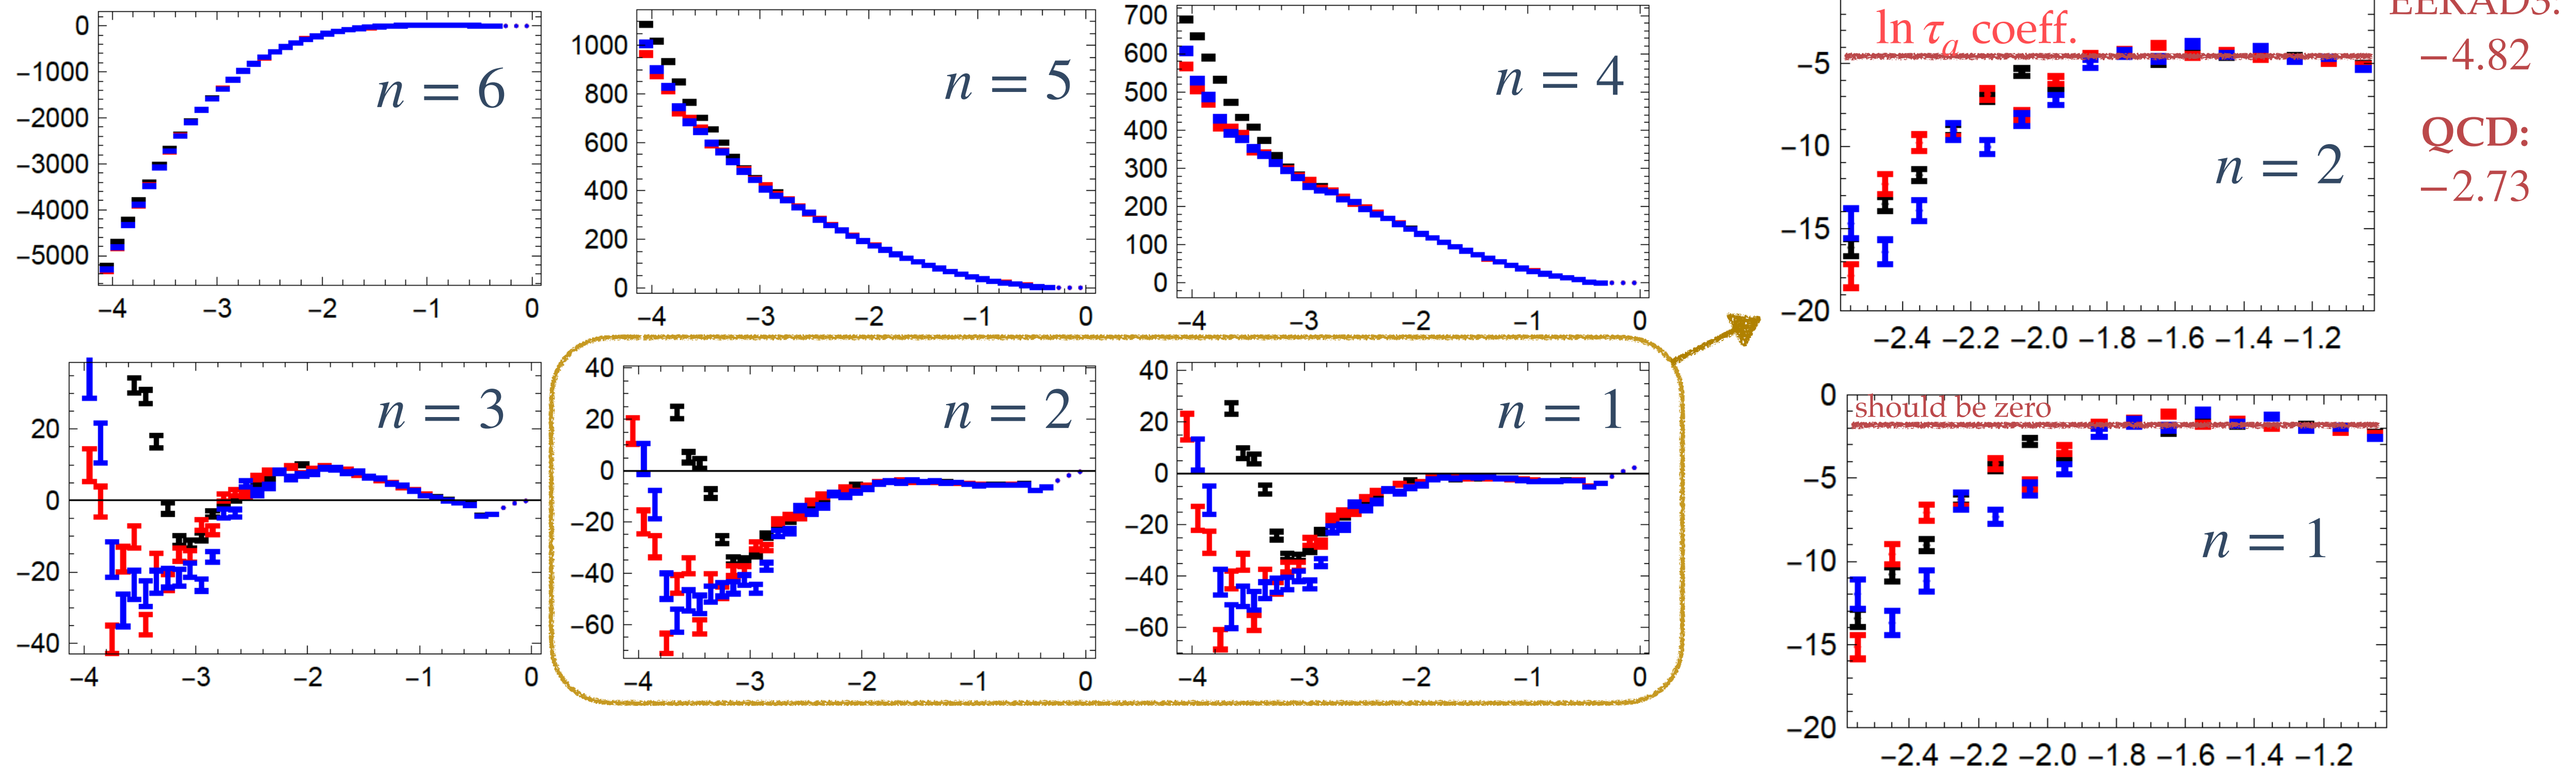 0
−1000
−2000
−3000
−4000
−5000
−4 −3 −2 −1 0
n = 6
1000
800
600
400
200
0
−4 −3 −2 −1 0
n = 5
700
600
500
400
300
200
100
0
−4 −3 −2 −1 0
n = 4
ln τa coeff.
−5
−10
−15
−20
−2.4 −2.2 −2.0 −1.8 −1.6 −1.4 −1.2
n = 2
EERAD3:
−4.82
QCD:
−2.73
20
0
−20
−40
−4 −3 −2 −1 0
n = 3
40
20
0
−20
−40
−60
−4 −3 −2 −1 0
n = 2
40
20
0
−20
−40
−60
−4 −3 −2 −1 0
n = 1
0
should be zero
−5
−10
−15
−20
−2.4 −2.2 −2.0 −1.8 −1.6 −1.4 −1.2
n = 1